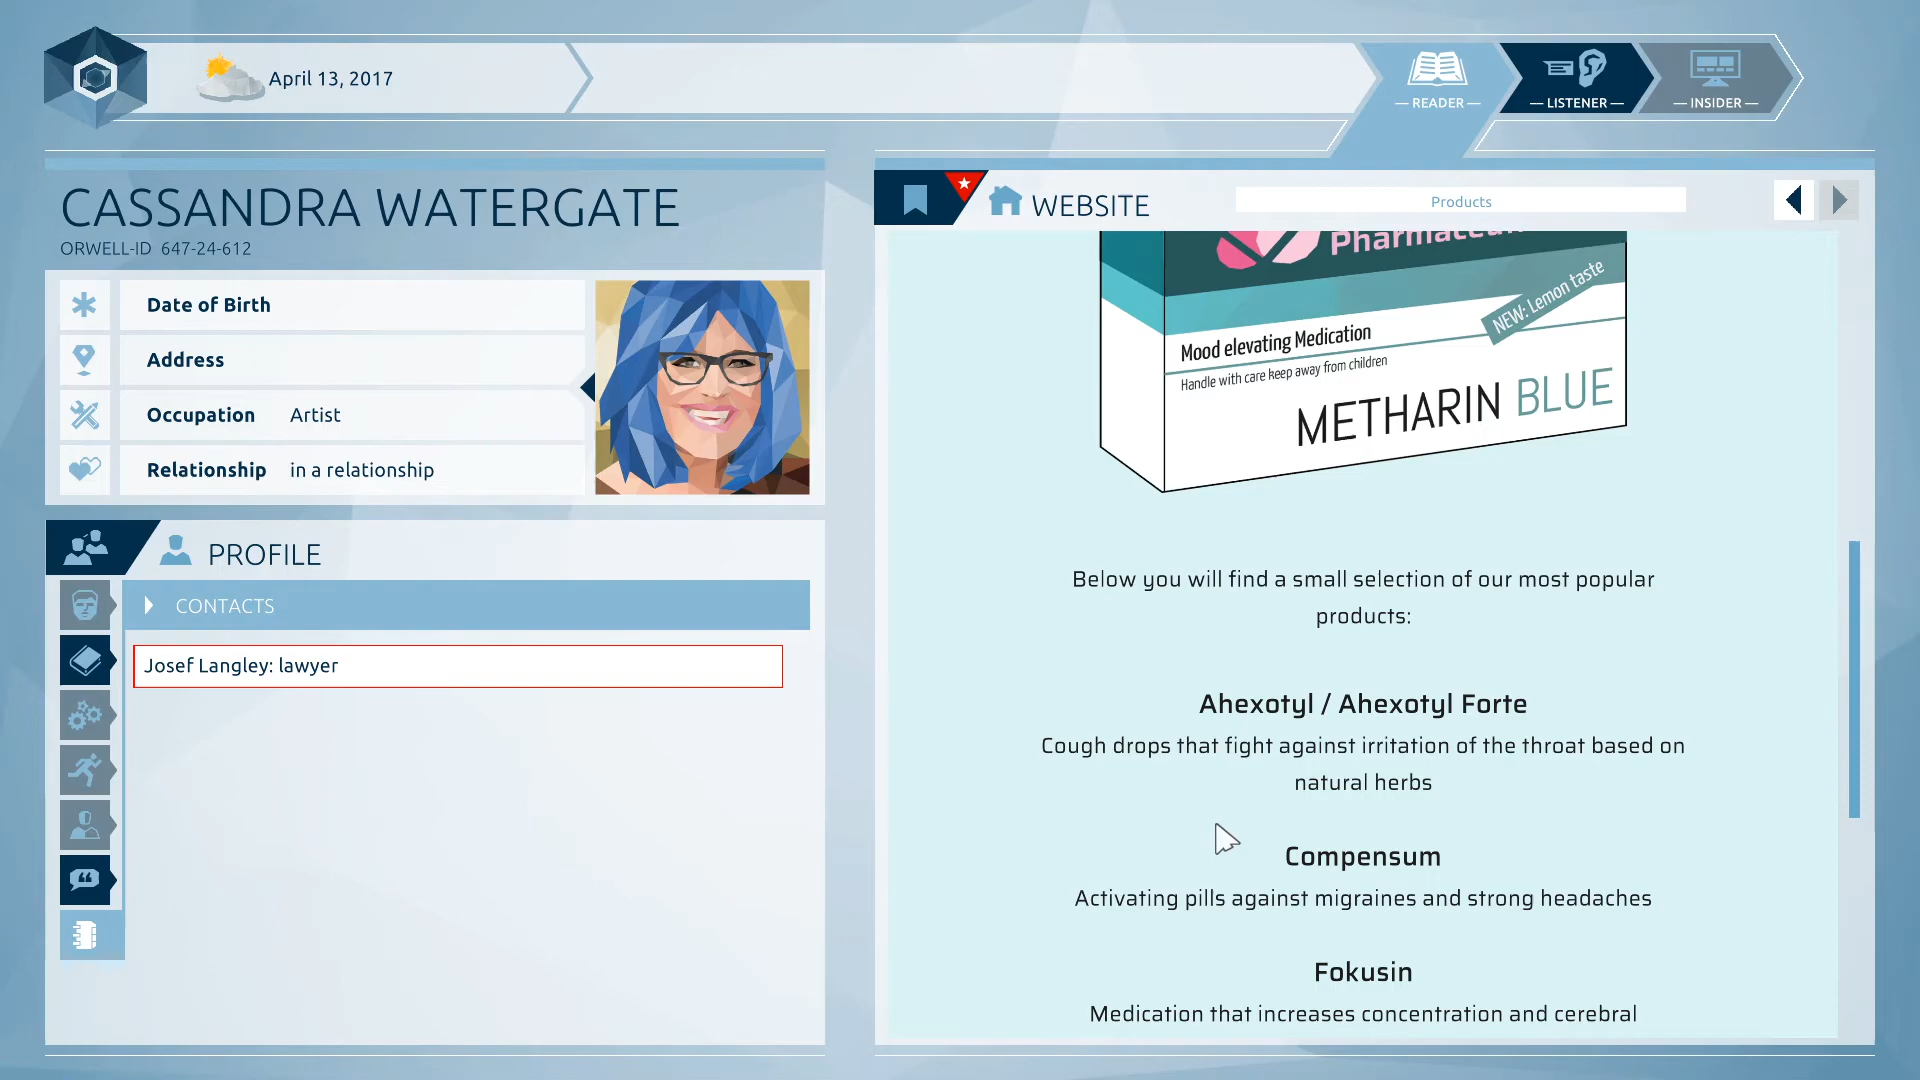 April 13, 2017
— READER —
— LISTENER —
— INSIDER —
CASSANDRA WATERGATE
ORWELL-ID 647-24-612
Date of Birth
Address
Occupation Artist
Relationship in a relationship
PROFILE
CONTACTS
Josef Langley: lawyer
WEBSITE
Products
NEW: Lemon taste
Mood elevating Medication
Handle with care keep away from children
METHARIN BLUE
Below you will find a small selection of our most popular
products:
Ahexotyl / Ahexotyl Forte
Cough drops that fight against irritation of the throat based on
natural herbs
Compensum
Activating pills against migraines and strong headaches
Fokusin
Medication that increases concentration and cerebral